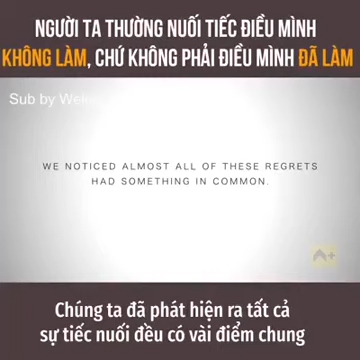 NGƯỜI TA THƯỜNG NUỐI TIẾC ĐIỀU MÌNH
KHÔNG LÀM, CHỨ KHÔNG PHẢI ĐIỀU MÌNH ĐÃ LÀM
Sub by
WE NOTICED ALMOST ALL OF THESE REGRETS
HAD SOMETHING IN COMMON.
Chúng ta đã phát hiện ra tất cả
sự tiếc nuối đều có vài điểm chung